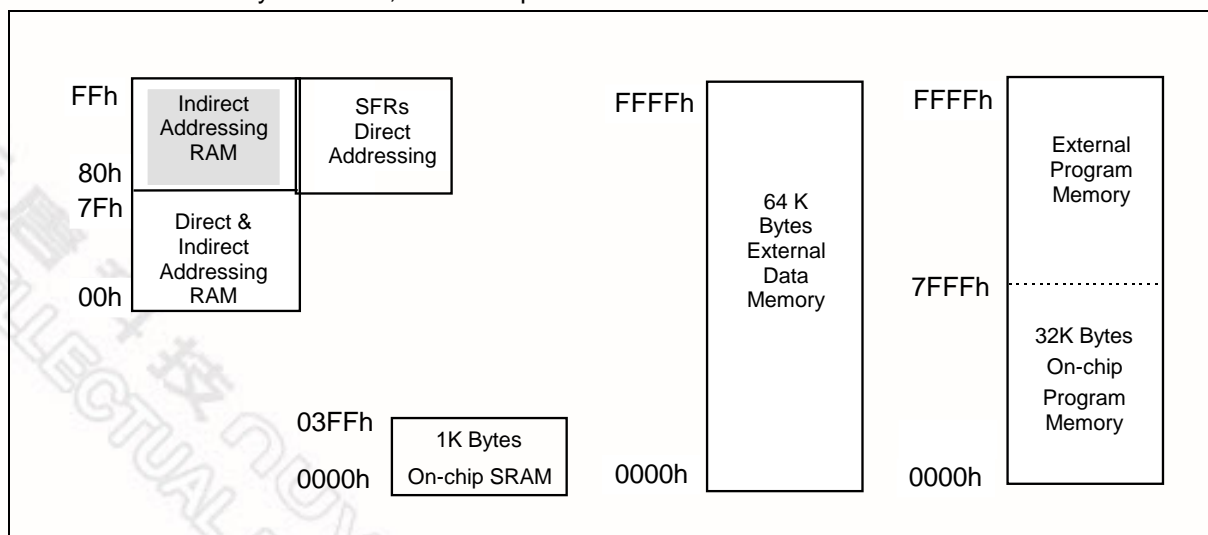 FFh
80h
7Fh
00h
Indirect
Addressing
RAM
SFRs
Direct
Addressing
Direct &
Indirect
Addressing
RAM
03FFh
0000h
1K Bytes
On-chip SRAM
FFFFh
0000h
64 K
Bytes
External
Data
Memory
FFFFh
7FFFh
0000h
External
Program
Memory
32K Bytes
On-chip
Program
Memory